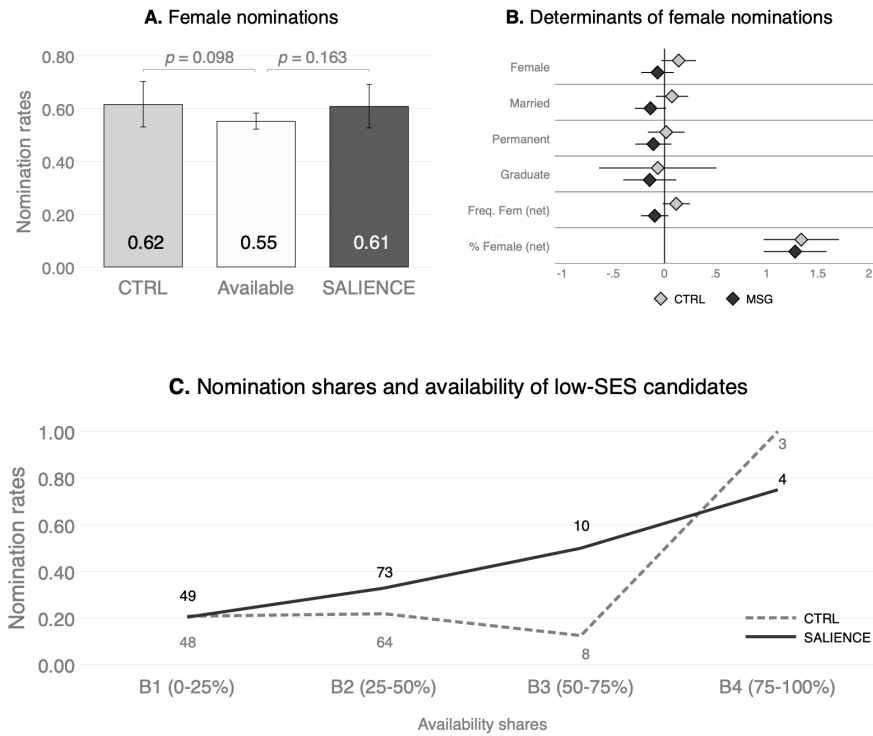 A. Female nominations
0.80
0.60
0.40
0.20
0.00
Nomination rates
p = 0.098
p = 0.163
0.62
0.55
0.61
CTRL
Available
SALIENCE
B. Determinants of female nominations
Female
Married
Permanent
Graduate
Freq. Fem (net)
% Female (net)
-1
-.5
0
.5
1
1.5
2
CTRL
MSG
C. Nomination shares and availability of low-SES candidates
1.00
0.80
0.60
0.40
0.20
0.00
Nomination rates
49
73
10
4
48
64
8
3
CTRL
SALIENCE
B1 (0-25%)
B2 (25-50%)
B3 (50-75%)
B4 (75-100%)
Availability shares